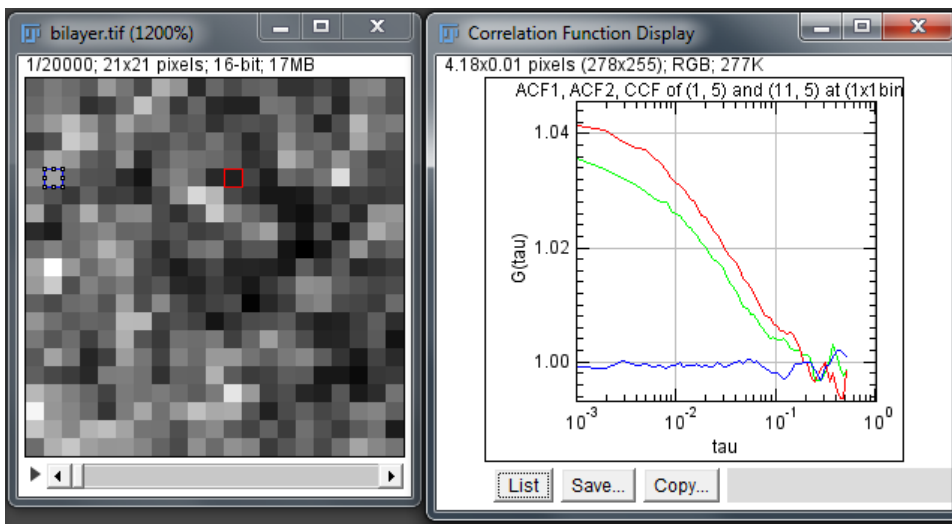 bilayer.tif (1200%)
1/20000; 21x21 pixels; 16-bit; 17MB
Correlation Function Display
4.18x0.01 pixels (278x255); RGB; 277K
ACF1, ACF2, CCF of (1, 5) and (11, 5) at (1x1bin
1.04
1.02
1.00
G(tau)
10-3
10-2
10-1
100
tau
List
Save...
Copy...